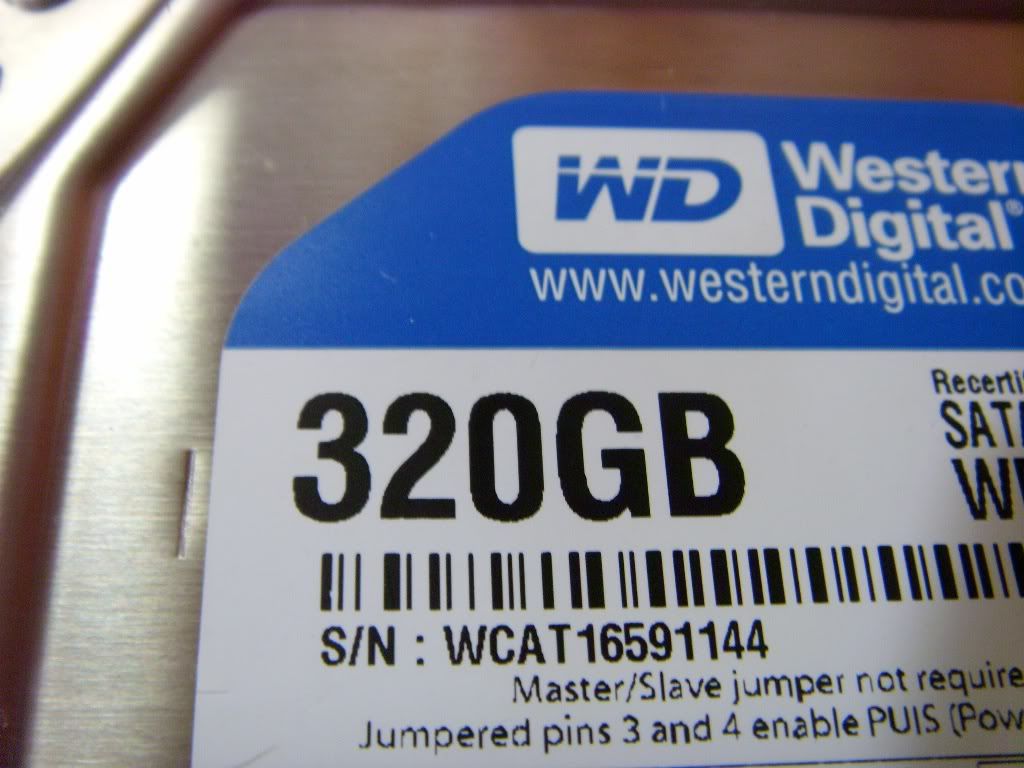 WD Western
Digital®
www.westerndigital.co
320GB
Recertifi
SATA
W
S/N : WCAT16591144
Master/Slave jumper not require
Jumpered pins 3 and 4 enable PUIS (Pow